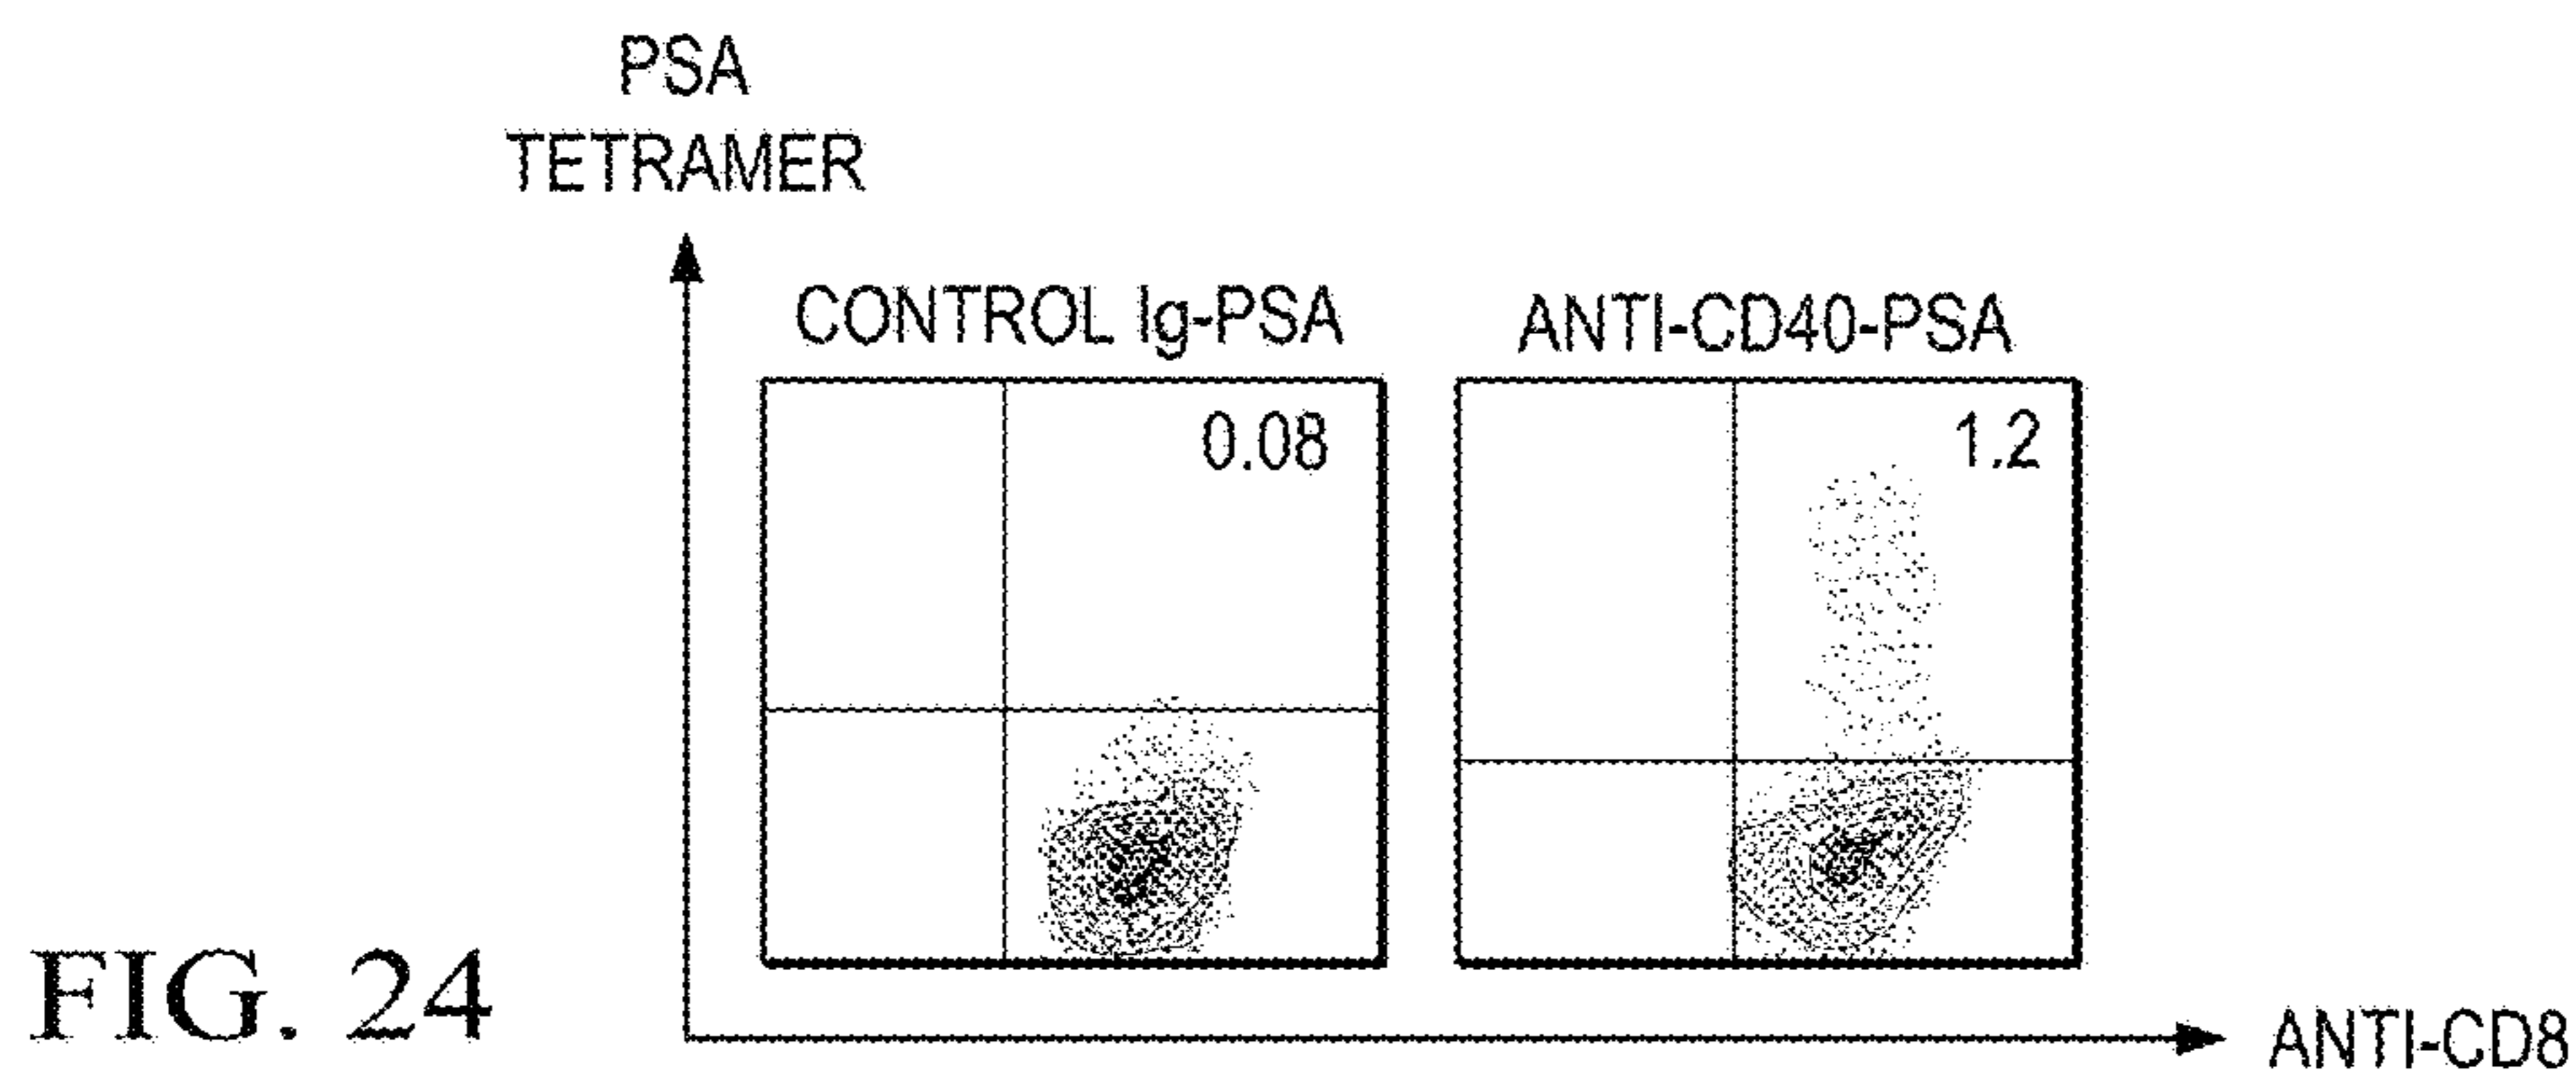 PSA
TETRAMER
CONTROL Ig-PSA
ANTI-CD40-PSA
0.08
1.2
FIG. 24
ANTI-CD8